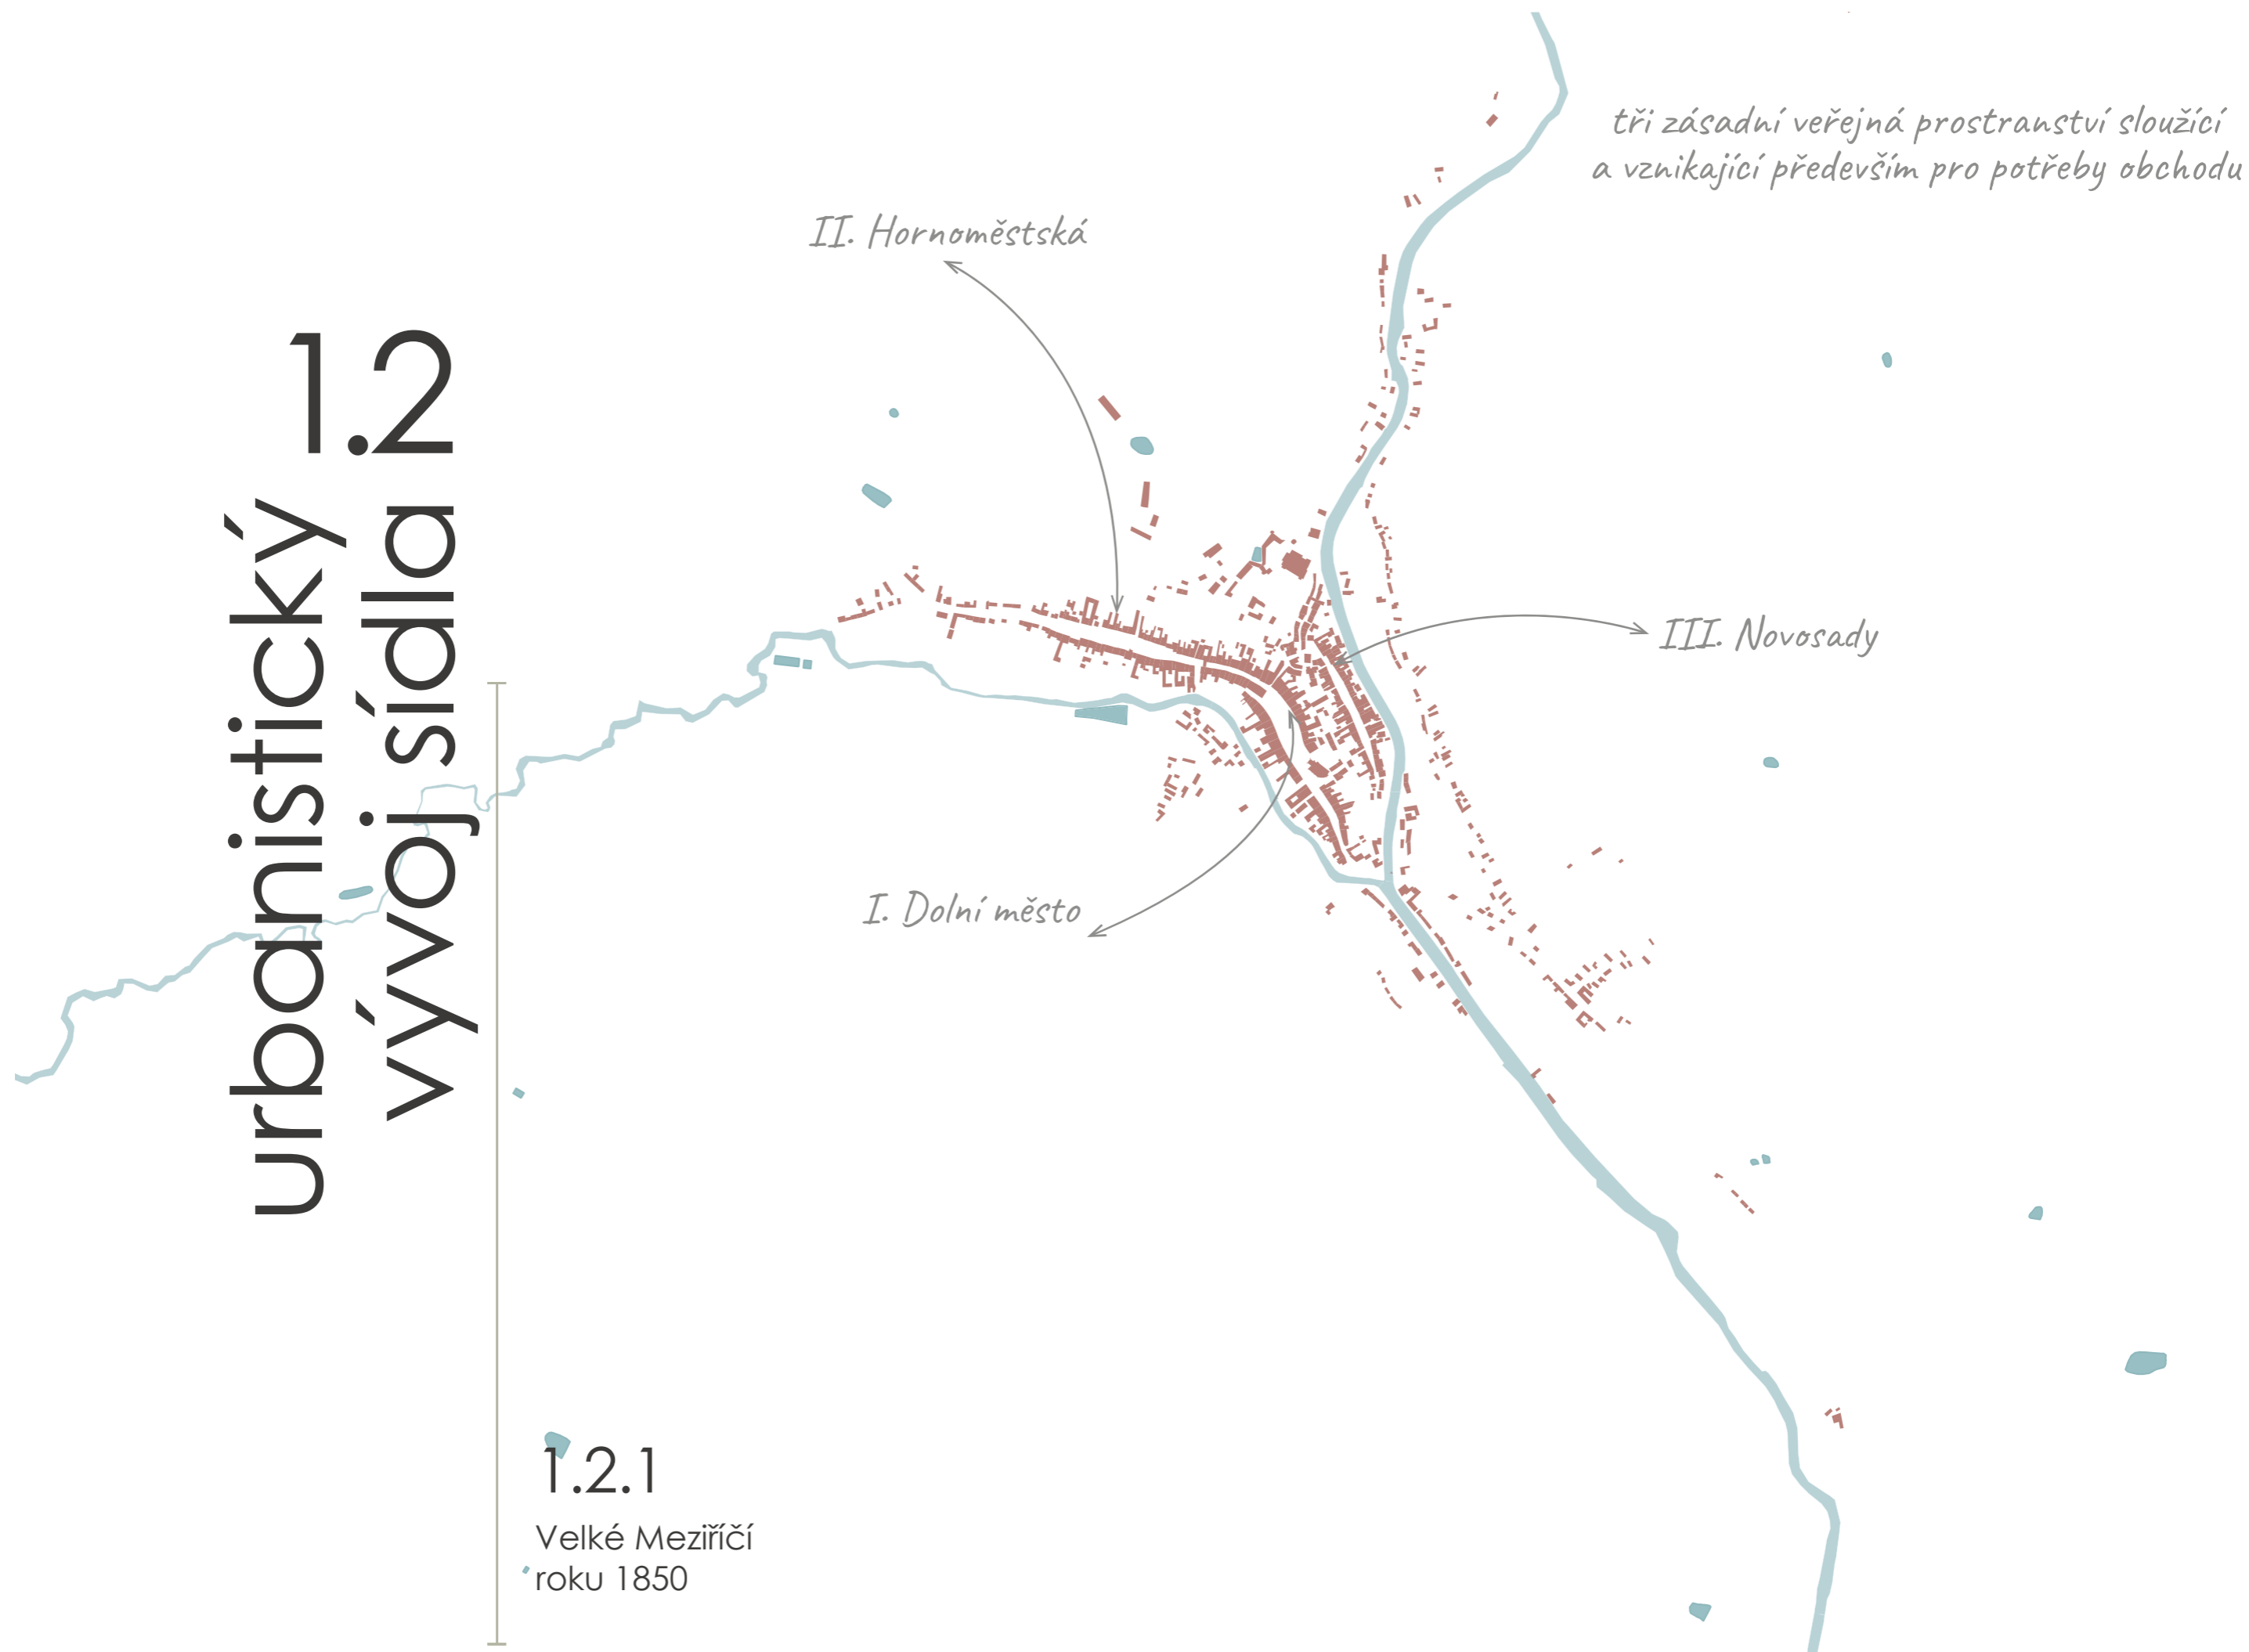 1.2
urbanistický
vývoj sídla
tři zásadní veřejná prostranství sloužící
a vznikající především pro potřeby obchodu
II. Hornoměstská
III. Novosady
I. Dolní město
1.2.1
Velké Meziříčí
roku 1850